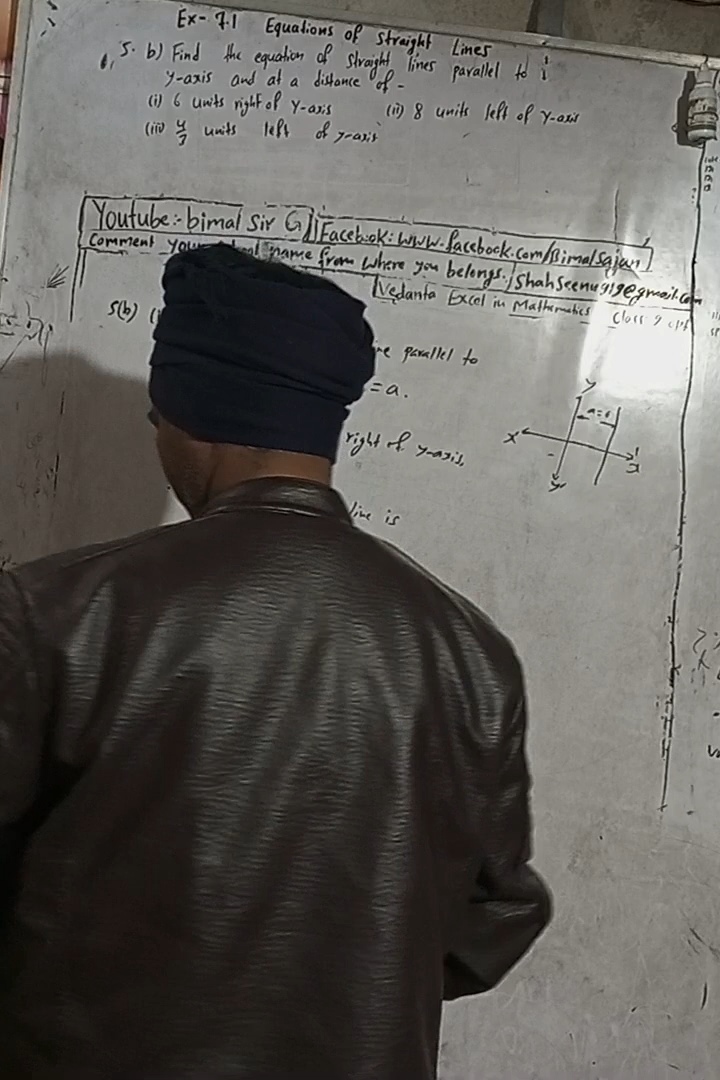 Ex- 7.1 Equations of Straight Lines
5. b) Find the equation of straight lines parallel to
y-axis and at a distance of -
(i) 6 units right of Y-axis (ii) 8 units left of Y-axis
(iii) units left of y-axis
Youtube:- bimal Sir G Facebook: www.facebook.com/Bimalsajan
Comment your name from where you belongs. / Shahseenu919@gmail.com
Vedanta Excel in Mathematics Class 9
5(b) (
parallel to
= a.
right of y-axis,
line is
y
a=6
x' x
y'